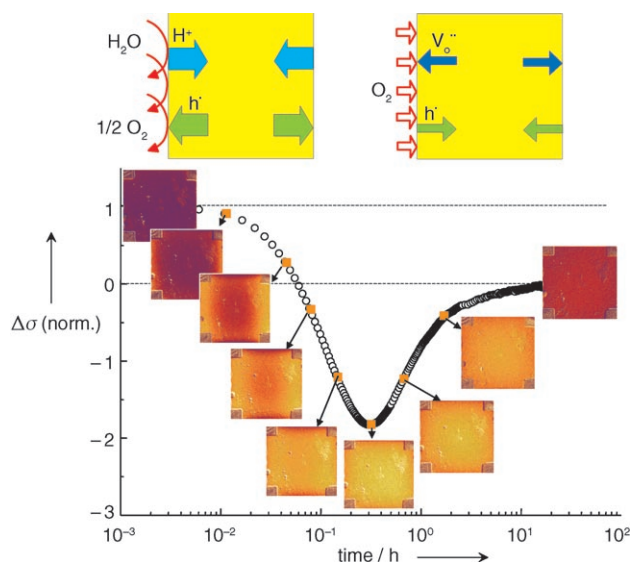 H₂O
H⁺
h˙
1/2 O₂
V₀˙˙
O₂
h˙
1
0
Δσ (norm.)
−1
−2
−3
10⁻³
10⁻²
10⁻¹
10⁰
10¹
10²
time / h